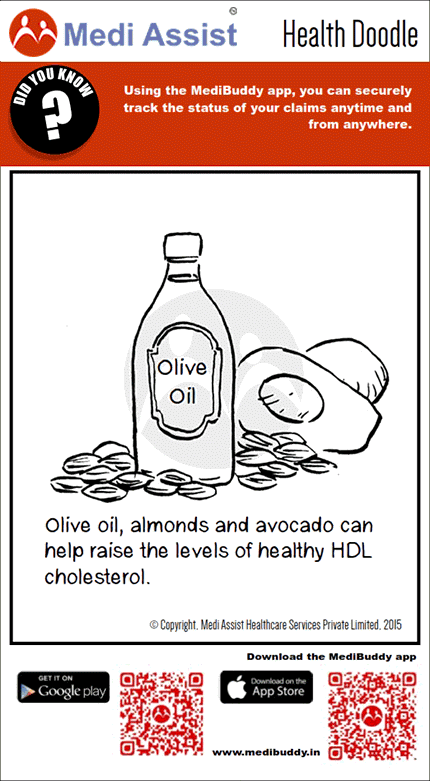 Medi Assist
®
Health Doodle
DID YOU KNOW
?
Using the MediBuddy app, you can securely
track the status of your claims anytime and
from anywhere.
Olive
Oil
Olive oil, almonds and avocado can
help raise the levels of healthy HDL
cholesterol.
© Copyright. Medi Assist Healthcare Services Private Limited. 2015
Download the MediBuddy app
GET IT ON
Google play
Download on the
App Store
www.medibuddy.in